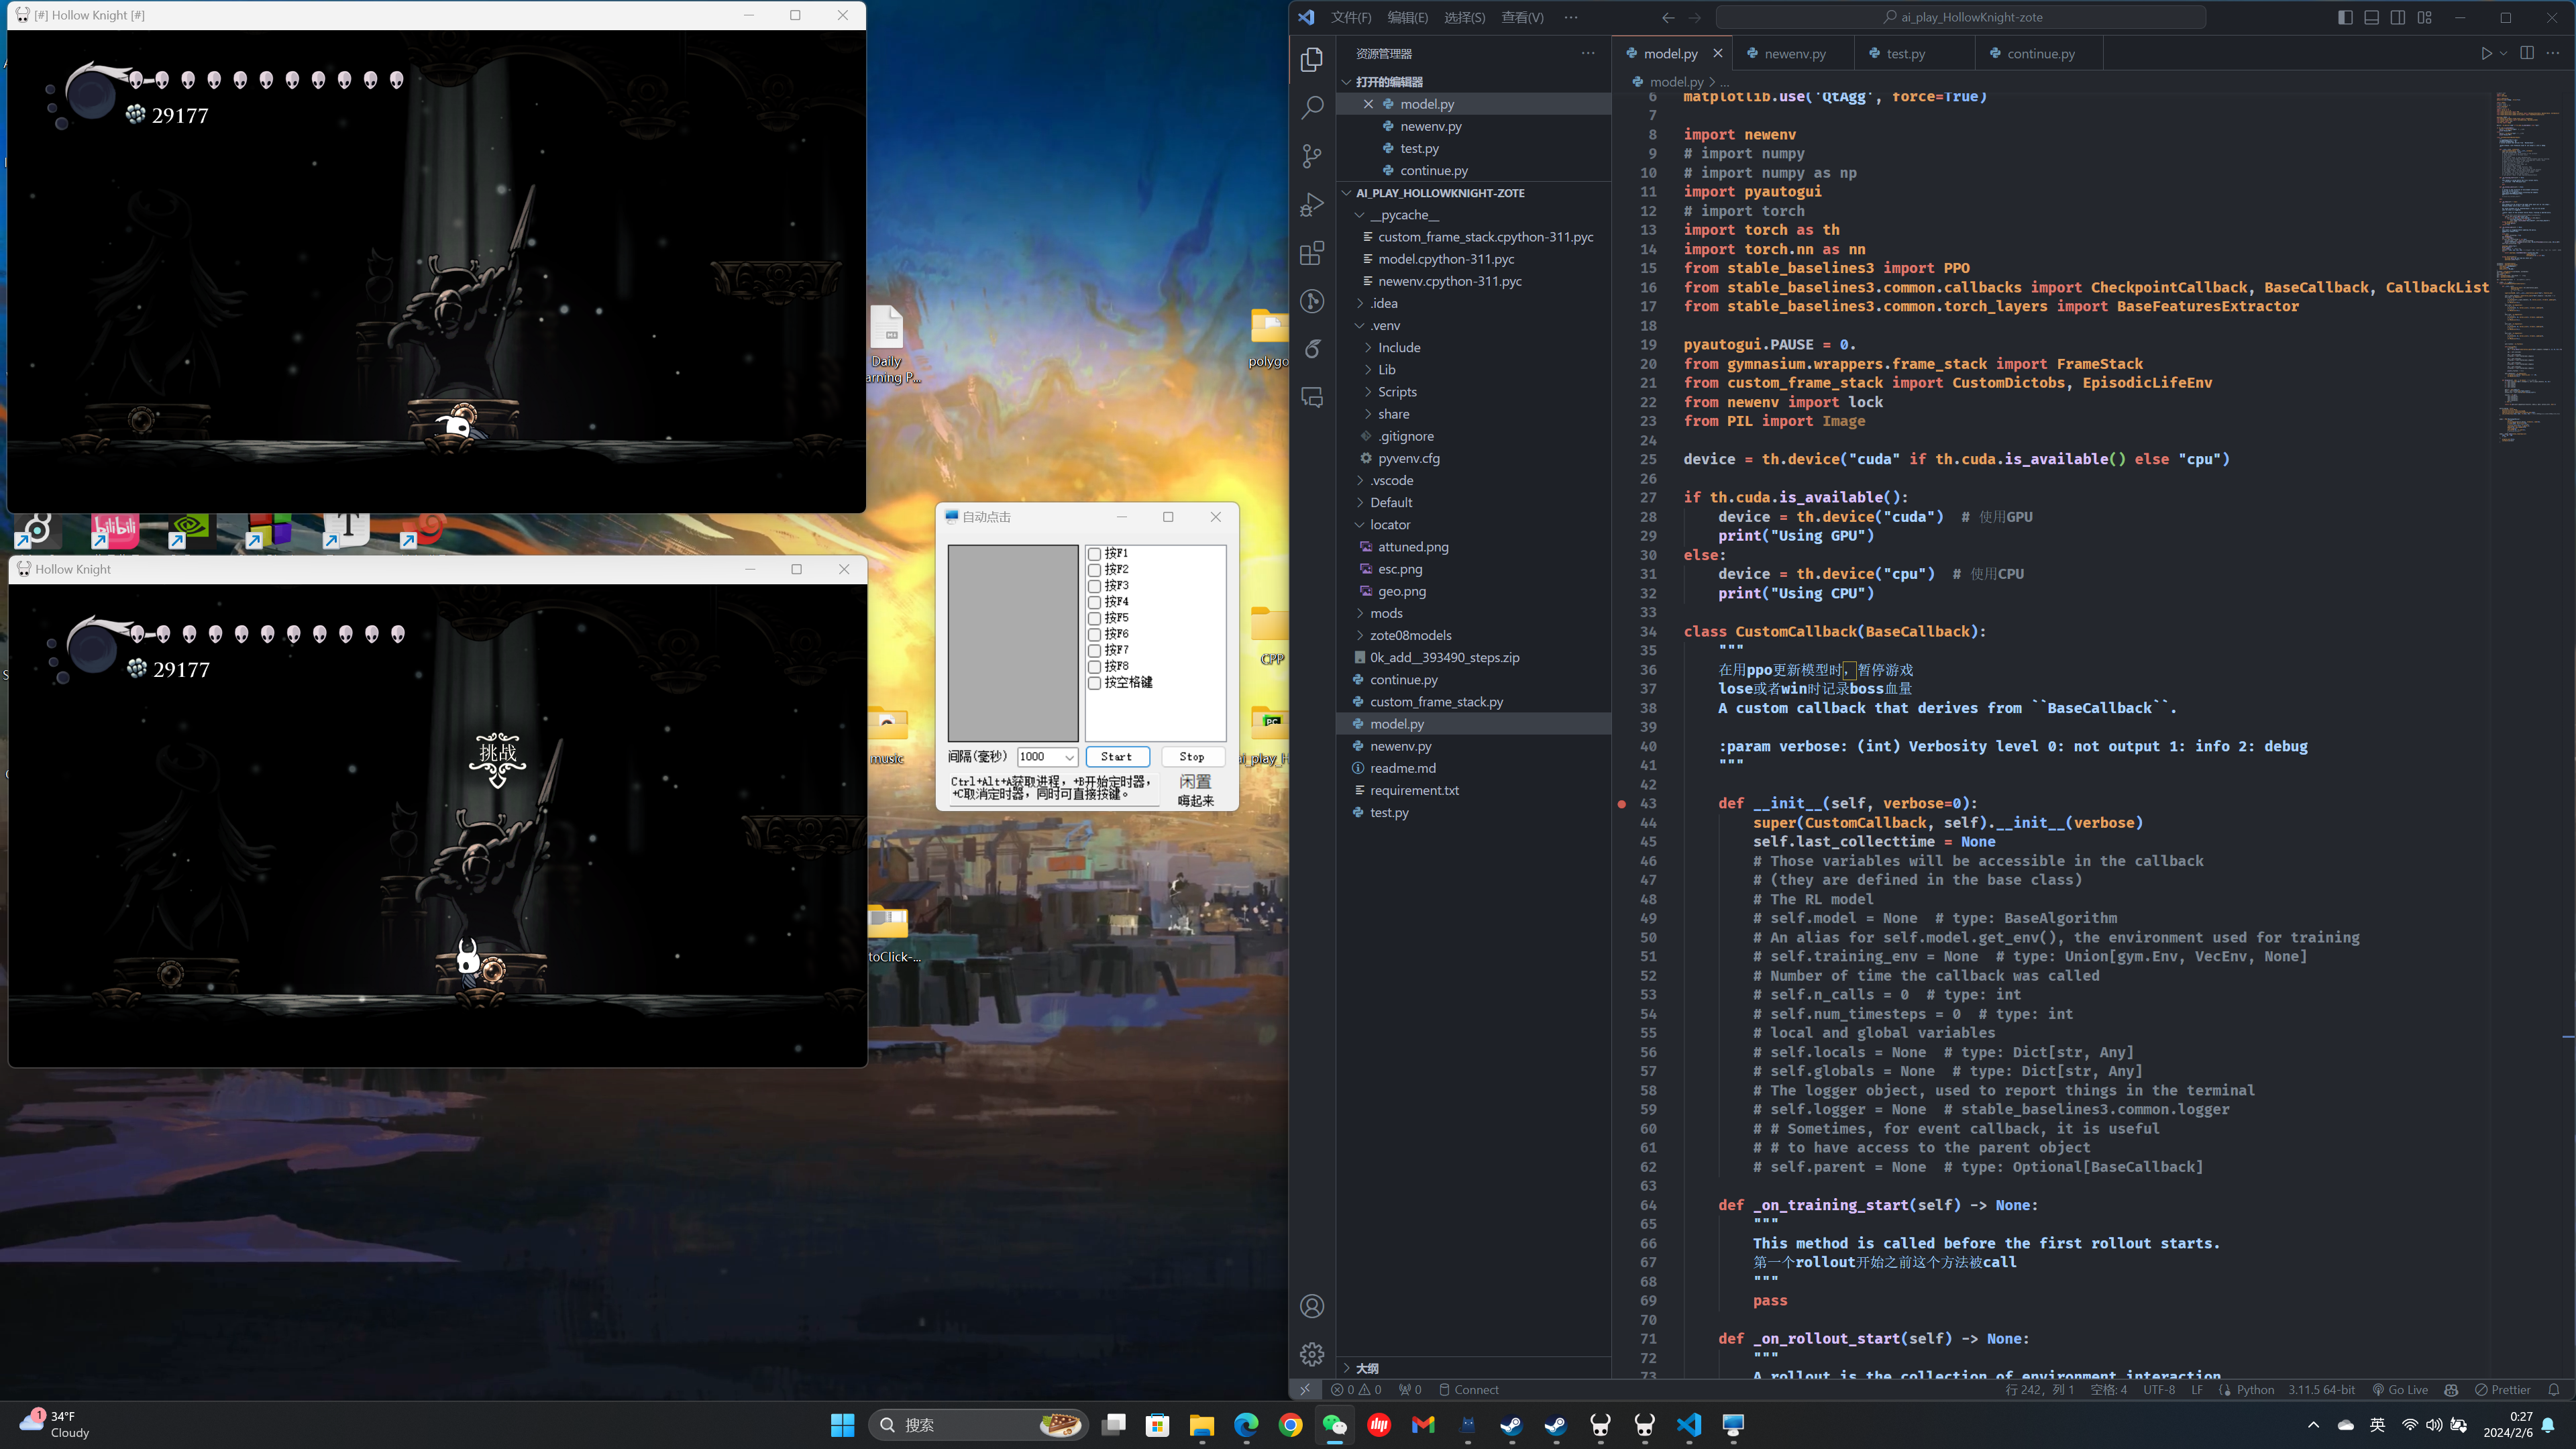 [#] Hollow Knight [#]
29177
Hollow Knight
29177
挑战
Daily
arning P...
polygo
CPP
music
ai_play_H
toClick-...
自动点击
按F1
按F2
按F3
按F4
按F5
按F6
按F7
按F8
按空格键
间隔(毫秒)
1000
Start
Stop
Ctrl+Alt+A获取进程, +B开始定时器,
+C取消定时器, 同时可直接按键。
闲置
嗨起来
文件(F) 编辑(E) 选择(S) 查看(V) ···
ai_play_HollowKnight-zote
资源管理器
打开的编辑器
model.py
newenv.py
test.py
continue.py
AI_PLAY_HOLLOWKNIGHT-ZOTE
__pycache__
custom_frame_stack.cpython-311.pyc
model.cpython-311.pyc
newenv.cpython-311.pyc
.idea
.venv
Include
Lib
Scripts
share
.gitignore
pyvenv.cfg
.vscode
Default
locator
attuned.png
esc.png
geo.png
mods
zote08models
0k_add__393490_steps.zip
continue.py
custom_frame_stack.py
model.py
newenv.py
readme.md
requirement.txt
test.py
大纲
model.py newenv.py test.py continue.py
model.py > ...
6 matplotlib.use('QtAgg', force=True)
7
8 import newenv
9 # import numpy
10 # import numpy as np
11 import pyautogui
12 # import torch
13 import torch as th
14 import torch.nn as nn
15 from stable_baselines3 import PPO
16 from stable_baselines3.common.callbacks import CheckpointCallback, BaseCallback, CallbackList
17 from stable_baselines3.common.torch_layers import BaseFeaturesExtractor
18
19 pyautogui.PAUSE = 0.
20 from gymnasium.wrappers.frame_stack import FrameStack
21 from custom_frame_stack import CustomDictobs, EpisodicLifeEnv
22 from newenv import lock
23 from PIL import Image
24
25 device = th.device("cuda" if th.cuda.is_available() else "cpu")
26
27 if th.cuda.is_available():
28 device = th.device("cuda") # 使用GPU
29 print("Using GPU")
30 else:
31 device = th.device("cpu") # 使用CPU
32 print("Using CPU")
33
34 class CustomCallback(BaseCallback):
35 """
36 在用ppo更新模型时，暂停游戏
37 lose或者win时记录boss血量
38 A custom callback that derives from ``BaseCallback``.
39
40 :param verbose: (int) Verbosity level 0: not output 1: info 2: debug
41 """
42
43 def __init__(self, verbose=0):
44 super(CustomCallback, self).__init__(verbose)
45 self.last_collecttime = None
46 # Those variables will be accessible in the callback
47 # (they are defined in the base class)
48 # The RL model
49 # self.model = None # type: BaseAlgorithm
50 # An alias for self.model.get_env(), the environment used for training
51 # self.training_env = None # type: Union[gym.Env, VecEnv, None]
52 # Number of time the callback was called
53 # self.n_calls = 0 # type: int
54 # self.num_timesteps = 0 # type: int
55 # local and global variables
56 # self.locals = None # type: Dict[str, Any]
57 # self.globals = None # type: Dict[str, Any]
58 # The logger object, used to report things in the terminal
59 # self.logger = None # stable_baselines3.common.logger
60 # # Sometimes, for event callback, it is useful
61 # # to have access to the parent object
62 # self.parent = None # type: Optional[BaseCallback]
63
64 def _on_training_start(self) -> None:
65 """
66 This method is called before the first rollout starts.
67 第一个rollout开始之前这个方法被call
68 """
69 pass
70
71 def _on_rollout_start(self) -> None:
72 """
73 A rollout is the collection of environment interaction
0 0 0 Connect
行 242，列 1 空格: 4 UTF-8 LF Python 3.11.5 64-bit Go Live Prettier
1
34°F
Cloudy
搜索
英
0:27
2024/2/6